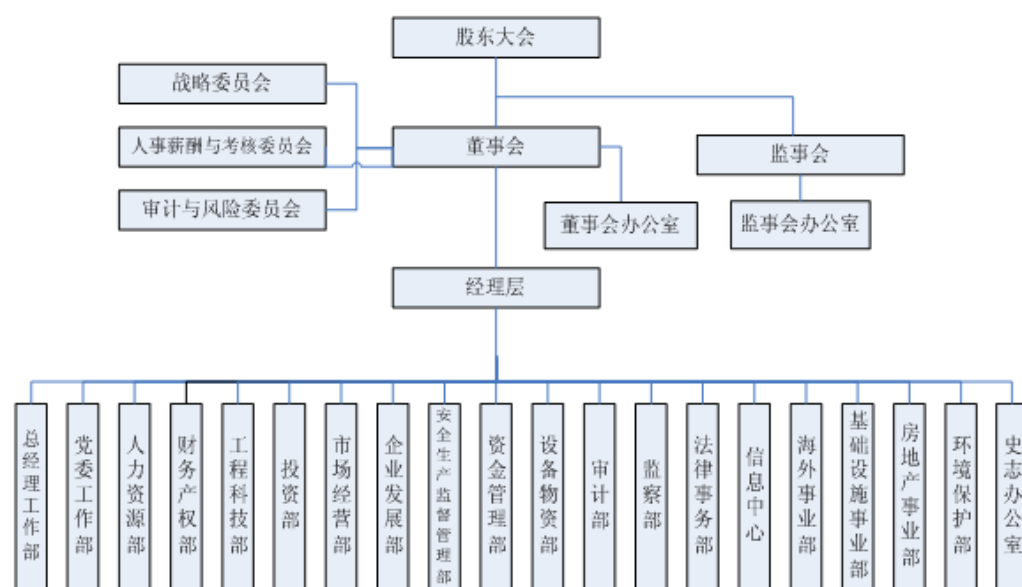 股东大会
战略委员会
人事薪酬与考核委员会
董事会
监事会
审计与风险委员会
董事会办公室
监事会办公室
经理层
总经理工作部
党委工作部
人力资源部
财务产权部
工程科技部
投资部
市场经营部
企业发展部
安全生产监督管理部
资金管理部
设备物资部
审计部
监察部
法律事务部
信息中心
海外事业部
基础设施事业部
房地产事业部
环境保护部
史志办公室